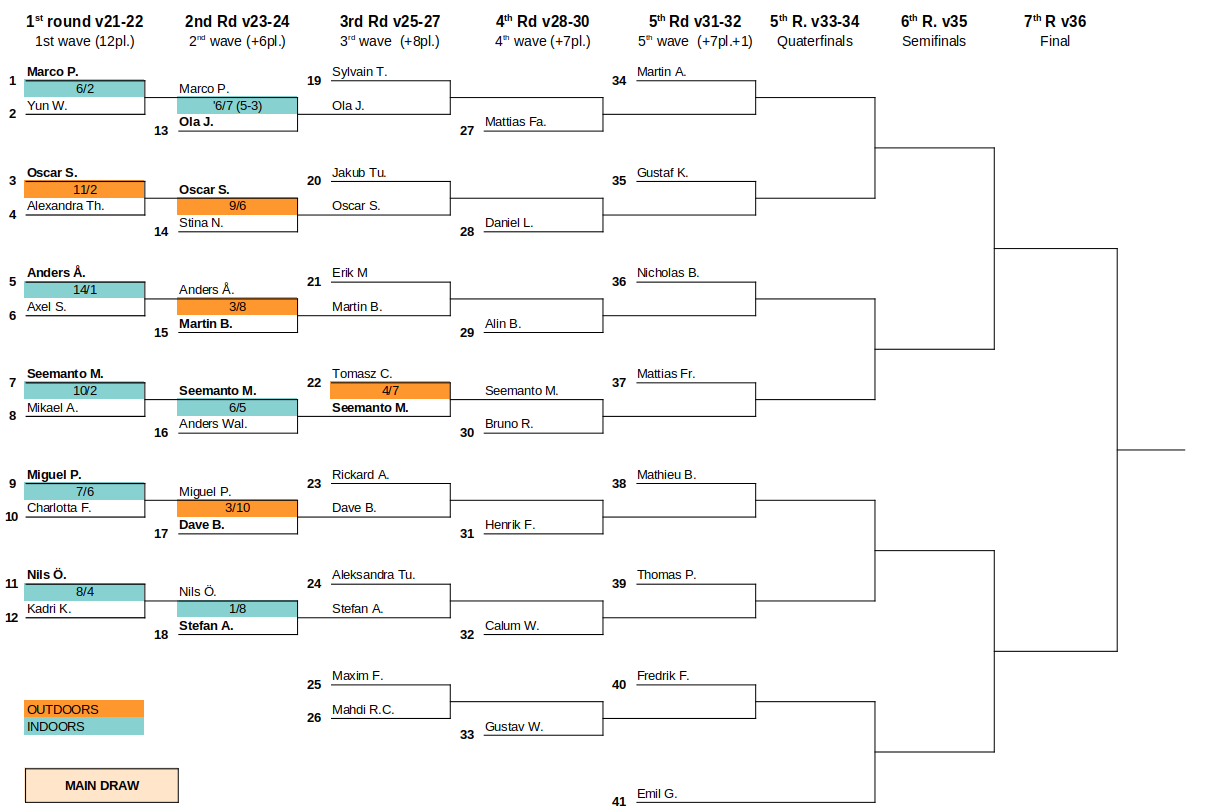 1st round v21-22 2nd Rd v23-24 3rd Rd v25-27 4th Rd v28-30 5th Rd v31-32 5th R. v33-34 6th R. v35 7th R v36
1st wave (12pl.) 2nd wave (+6pl.) 3rd wave (+8pl.) 4th wave (+7pl.) 5th wave (+7pl.+1) Quaterfinals Semifinals Final
Marco P. Sylvain T. Martin A.
1 6/2 Marco P. 19 34
2 Yun W. '6/7 (5-3) Ola J.
13 Ola J. 27 Mattias Fa.
Oscar S. Jakub Tu. Gustaf K.
3 11/2 Oscar S. 20 35
4 Alexandra Th. 9/6 Oscar S.
14 Stina N. 28 Daniel L.
Anders Å. Erik M Nicholas B.
5 14/1 Anders Å. 21 36
6 Axel S. 3/8 Martin B.
15 Martin B. 29 Alin B.
Seemanto M. Tomasz C. Mattias Fr.
7 10/2 Seemanto M. 22 4/7 Seemanto M. 37
8 Mikael A. 6/5 Seemanto M.
16 Anders Wal. 30 Bruno R.
Miguel P. Rickard A. Mathieu B.
9 7/6 Miguel P. 23 38
10 Charlotta F. 3/10 Dave B.
17 Dave B. 31 Henrik F.
Nils Ö. Aleksandra Tu. Thomas P.
11 8/4 Nils Ö. 24 39
12 Kadri K. 1/8 Stefan A.
18 Stefan A. 32 Calum W.
Maxim F. Fredrik F.
25 40
OUTDOORS 26 Mahdi R.C.
INDOORS 33 Gustav W.
MAIN DRAW
41 Emil G.